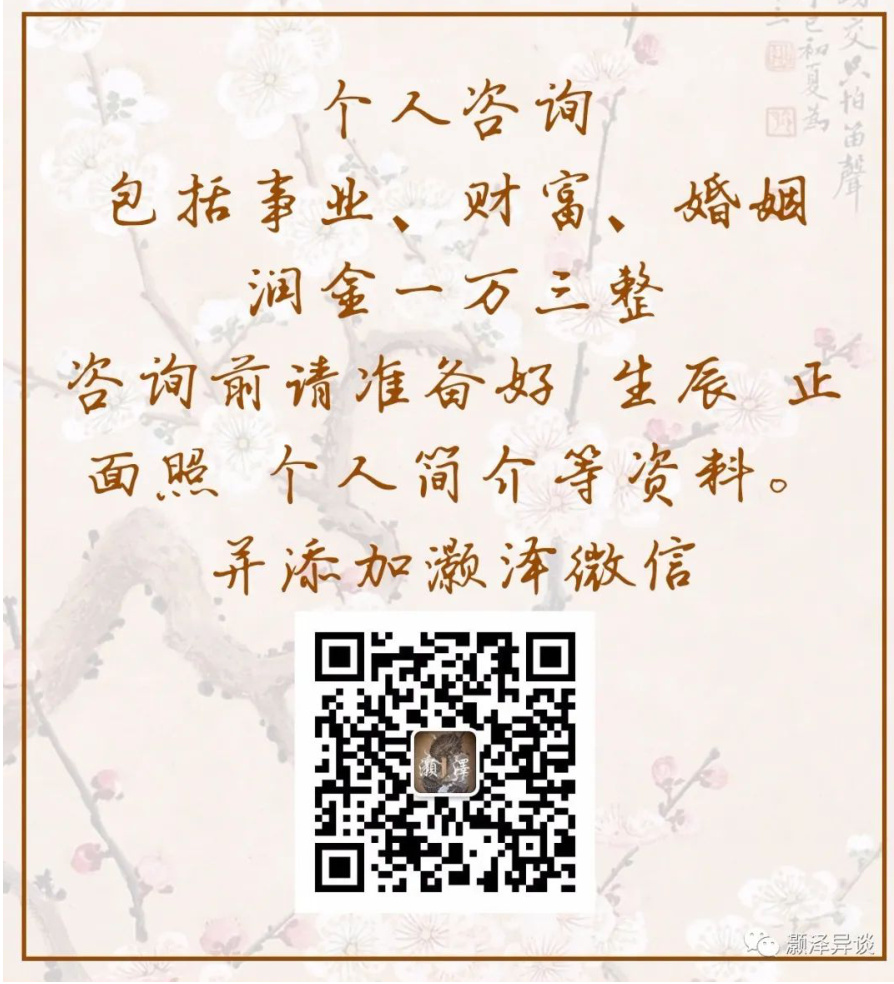 个人咨询
包括事业、财富、婚姻
润金一万三整
咨询前请准备好 生辰 正
面照 个人简介等资料。
并添加灏泽微信
灝澤
灏泽异谈